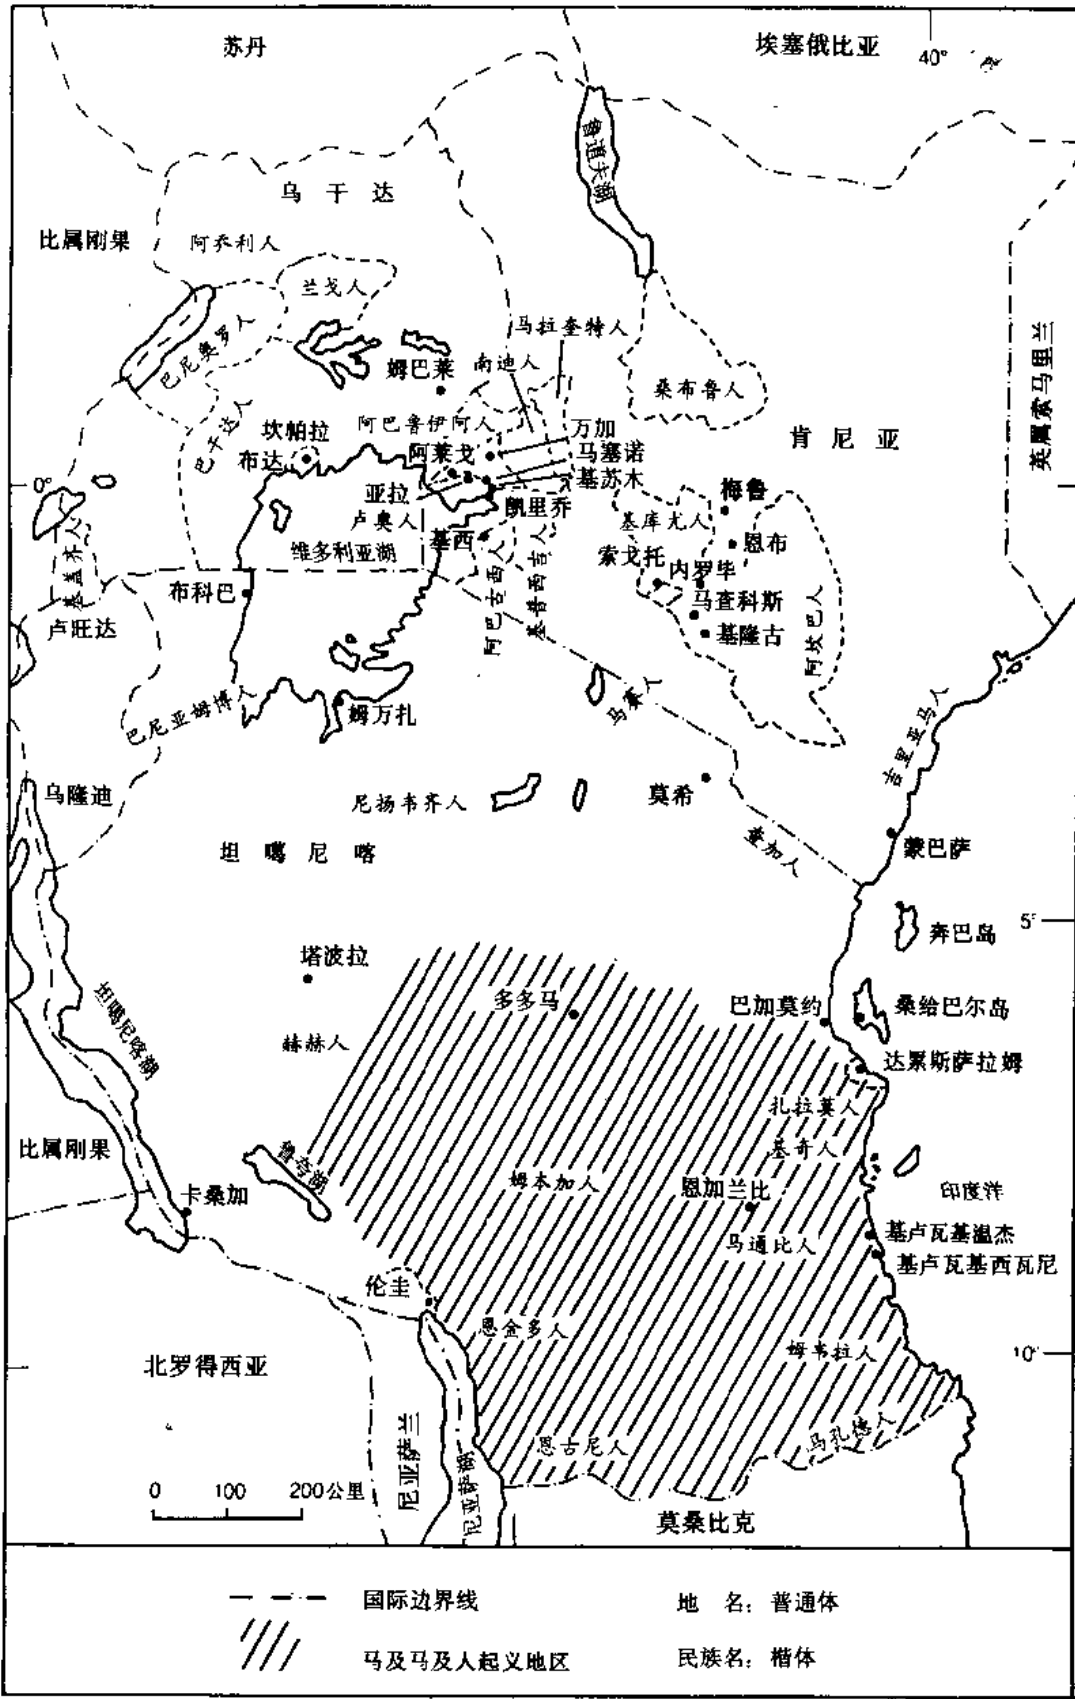 苏丹
埃塞俄比亚
40°
鲁道夫湖
乌干达
比属刚果
阿乔利人
兰戈人
巴尼奥罗人
马拉奎特人
英属索马里兰
姆巴莱
南迪人
桑布鲁人
巴干达人
坎帕拉
阿巴鲁伊阿人
万加
肯尼亚
布达
阿莱戈
马塞诺
基苏木
0°
亚拉
凯里乔
梅鲁
卢奥人
基库尤人
基西
恩布
维多利亚湖
索戈托
内罗毕
基盖齐人
布科巴
阿巴古西人
基普西吉人
马查科斯
卢旺达
基隆古
阿坎巴人
巴尼亚姆博人
姆万扎
马赛人
吉里亚马人
乌隆迪
尼扬韦齐人
莫希
坦噶尼喀
查加人
蒙巴萨
5°
奔巴岛
塔波拉
多多马
巴加莫约
桑给巴尔岛
坦噶尼喀湖
赫赫人
达累斯萨拉姆
扎拉莫人
比属刚果
鲁夸湖
基奇人
卡桑加
姆本加人
恩加兰比
印度洋
马通比人
基卢瓦基温杰
基卢瓦基西瓦尼
伦圭
恩金多人
姆韦拉人
10°
北罗得西亚
尼亚萨兰
尼亚萨湖
恩古尼人
马孔德人
0 100 200公里
莫桑比克
国际边界线
地 名：普通体
马及马及人起义地区
民族名：楷体